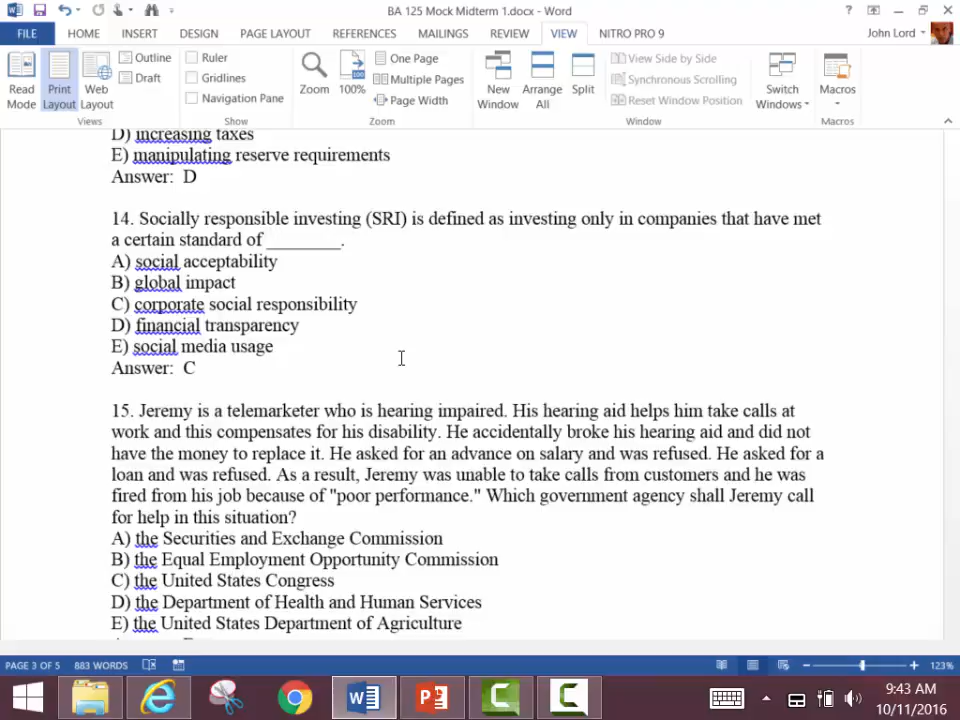 BA 125 Mock Midterm 1.docx - Word
FILE HOME INSERT DESIGN PAGE LAYOUT REFERENCES MAILINGS REVIEW VIEW NITRO PRO 9 John Lord
Read Mode
Print Layout
Web Layout
Outline
Draft
Views
Ruler
Gridlines
Navigation Pane
Show
Zoom
100%
One Page
Multiple Pages
Page Width
Zoom
New Window
Arrange All
Split
View Side by Side
Synchronous Scrolling
Reset Window Position
Window
Switch Windows
Macros
Macros
D) increasing taxes
E) manipulating reserve requirements
Answer: D
14. Socially responsible investing (SRI) is defined as investing only in companies that have met
a certain standard of ________.
A) social acceptability
B) global impact
C) corporate social responsibility
D) financial transparency
E) social media usage
Answer: C
15. Jeremy is a telemarketer who is hearing impaired. His hearing aid helps him take calls at
work and this compensates for his disability. He accidentally broke his hearing aid and did not
have the money to replace it. He asked for an advance on salary and was refused. He asked for a
loan and was refused. As a result, Jeremy was unable to take calls from customers and he was
fired from his job because of "poor performance." Which government agency shall Jeremy call
for help in this situation?
A) the Securities and Exchange Commission
B) the Equal Employment Opportunity Commission
C) the United States Congress
D) the Department of Health and Human Services
E) the United States Department of Agriculture
PAGE 3 OF 5 883 WORDS 123%
9:43 AM
10/11/2016